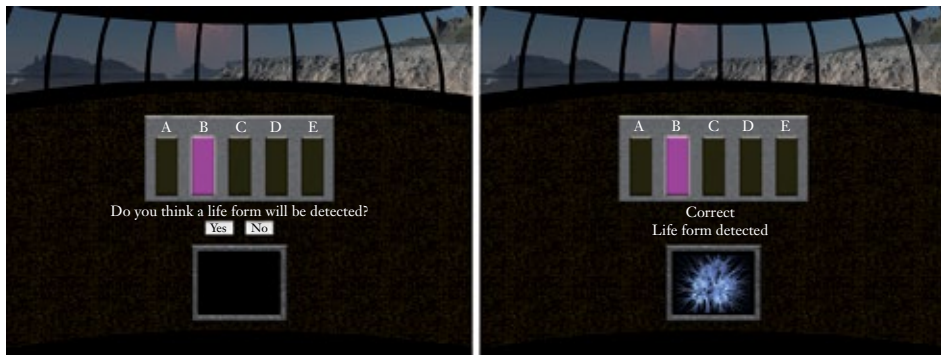 A B C D E
Do you think a life form will be detected?
Yes No
A B C D E
Correct
Life form detected